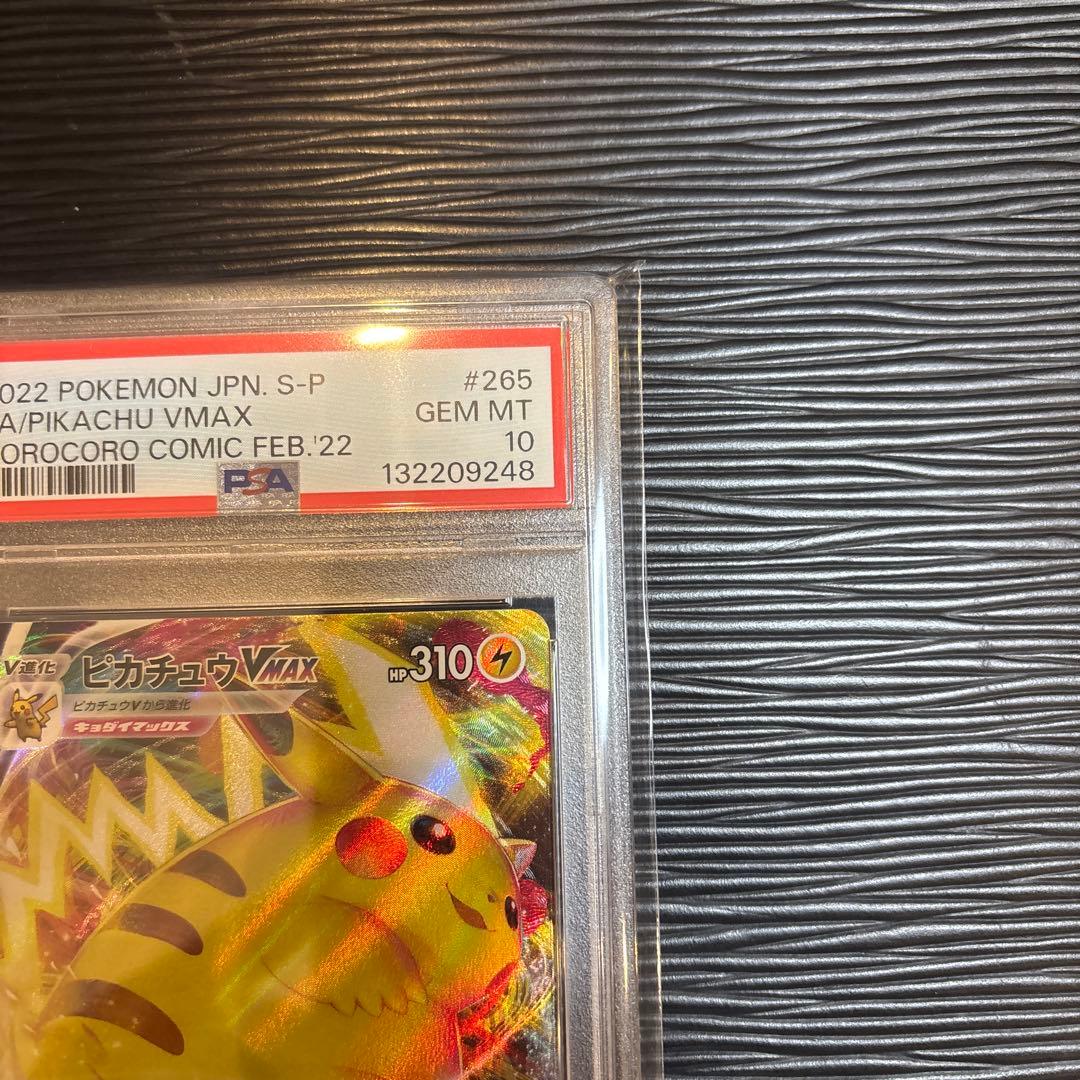 022 POKEMON JPN. S-P #265
A/PIKACHU VMAX GEM MT
OROCORO COMIC FEB.'22 10
PSA 132209248
V進化 ピカチュウVMAX HP310
ピカチュウVから進化
キョダイマックス